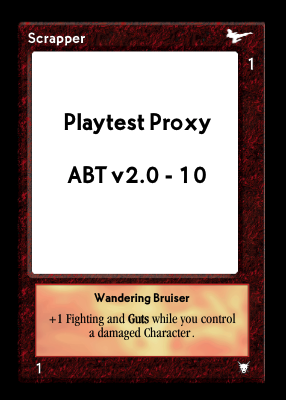 Scrapper
1
Playtest Proxy
ABT v2.0 - 10
Wandering Bruiser
+1 Fighting and Guts while you control
a damaged Character.
1